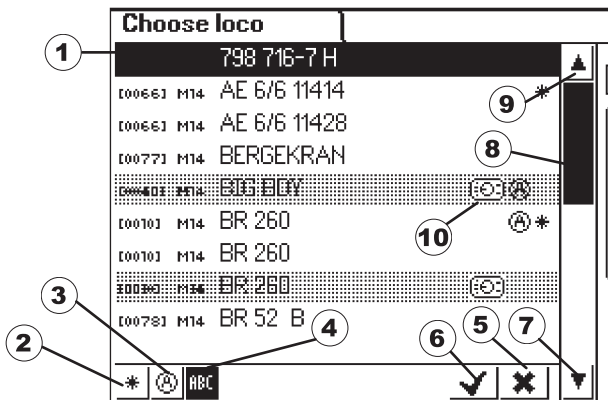 Choose loco
1
798 716-7 H
[0066] M14 AE 6/6 11414 *
9
[0066] M14 AE 6/6 11428
[0077] M14 BERGEKRAN
8
M14 BIG BOY A
[0010] M14 BR 260 A *
10
[0010] M14 BR 260
M14 BR 260
3
[0078] M14 BR 52 B
4
2
6
5
7
* A ABC